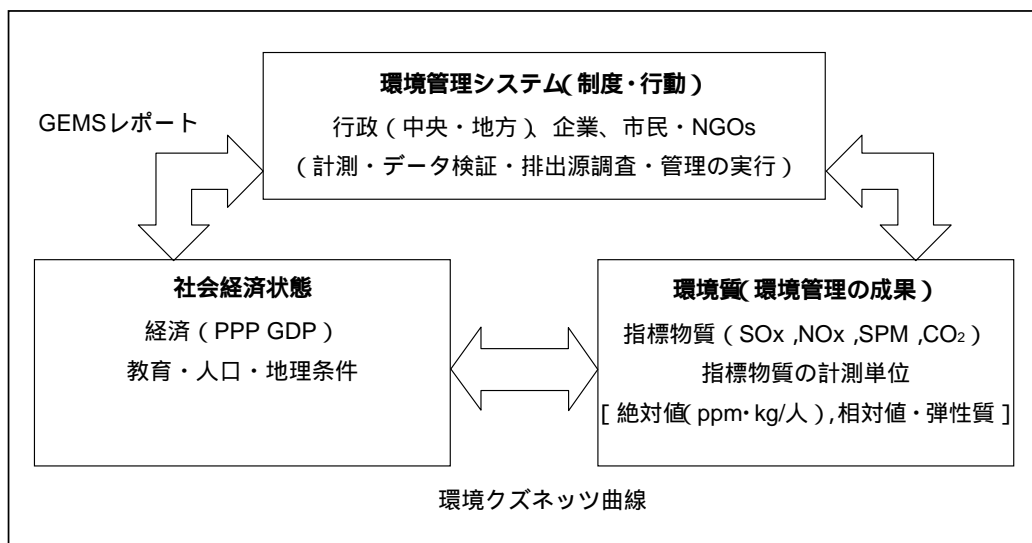 環境管理システム(制度・行動)
行政(中央・地方)、企業、市民・NGOs
(計測・データ検証・排出源調査・管理の実行)
GEMSレポート
社会経済状態
経済(PPP GDP)
教育・人口・地理条件
環境質(環境管理の成果)
指標物質(SOx,NOx,SPM,CO₂)
指標物質の計測単位
[絶対値(ppm・kg/人),相対値・弾性質]
環境クズネッツ曲線